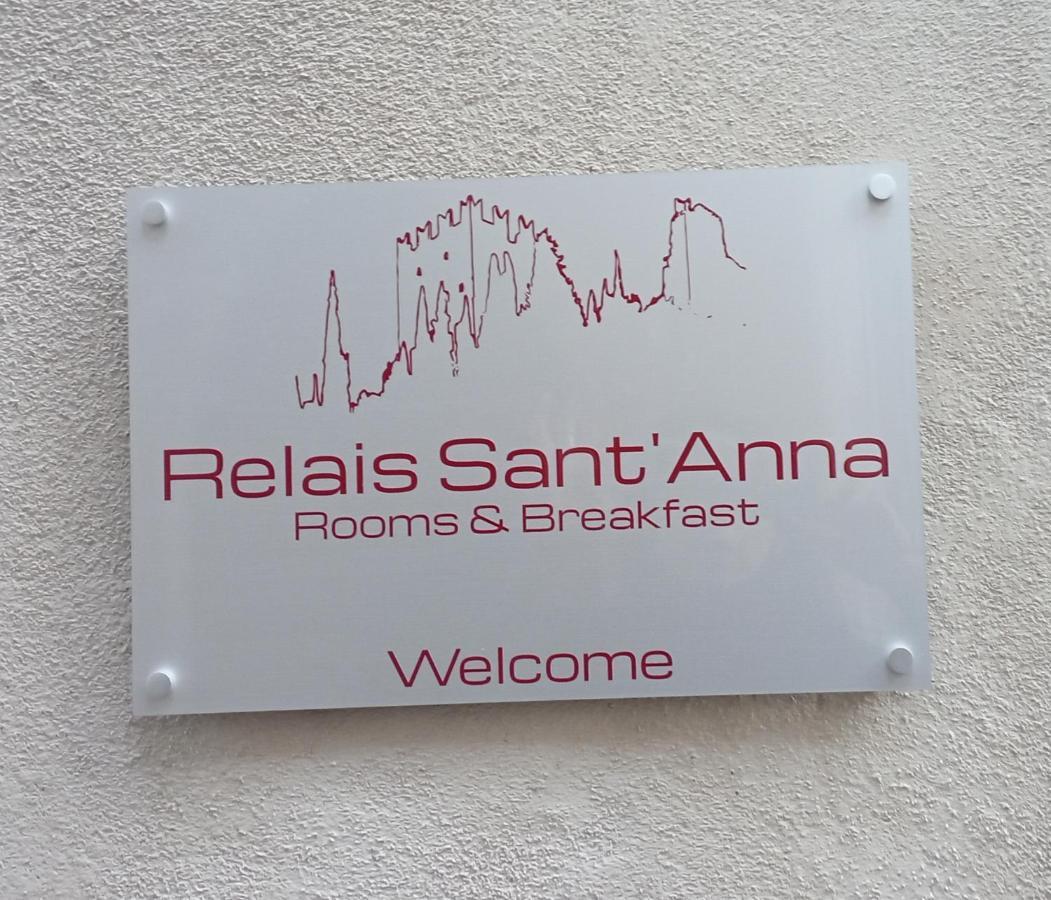 Relais Sant'Anna
Rooms & Breakfast
Welcome